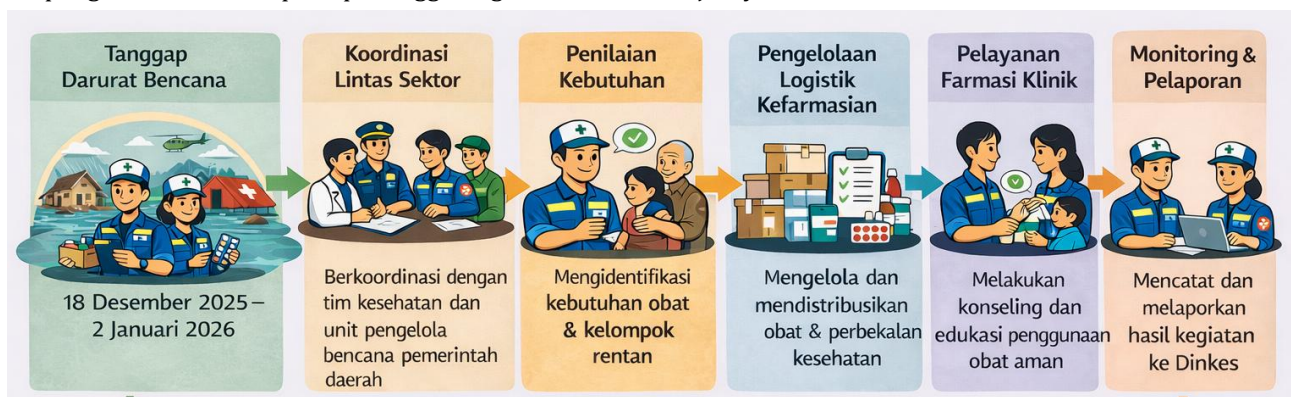 Tanggap
Darurat Bencana
18 Desember 2025 –
2 Januari 2026
Koordinasi
Lintas Sektor
Berkoordinasi dengan
tim kesehatan dan
unit pengelola
bencana pemerintah
daerah
Penilaian
Kebutuhan
Mengidentifikasi
kebutuhan obat
& kelompok
rentan
Pengelolaan
Logistik
Kefarmasian
Mengelola dan
mendistribusikan
obat & perbekalan
kesehatan
Pelayanan
Farmasi Klinik
Melakukan
konseling dan
edukasi penggunaan
obat aman
Monitoring &
Pelaporan
Mencatat dan
melaporkan
hasil kegiatan
ke Dinkes